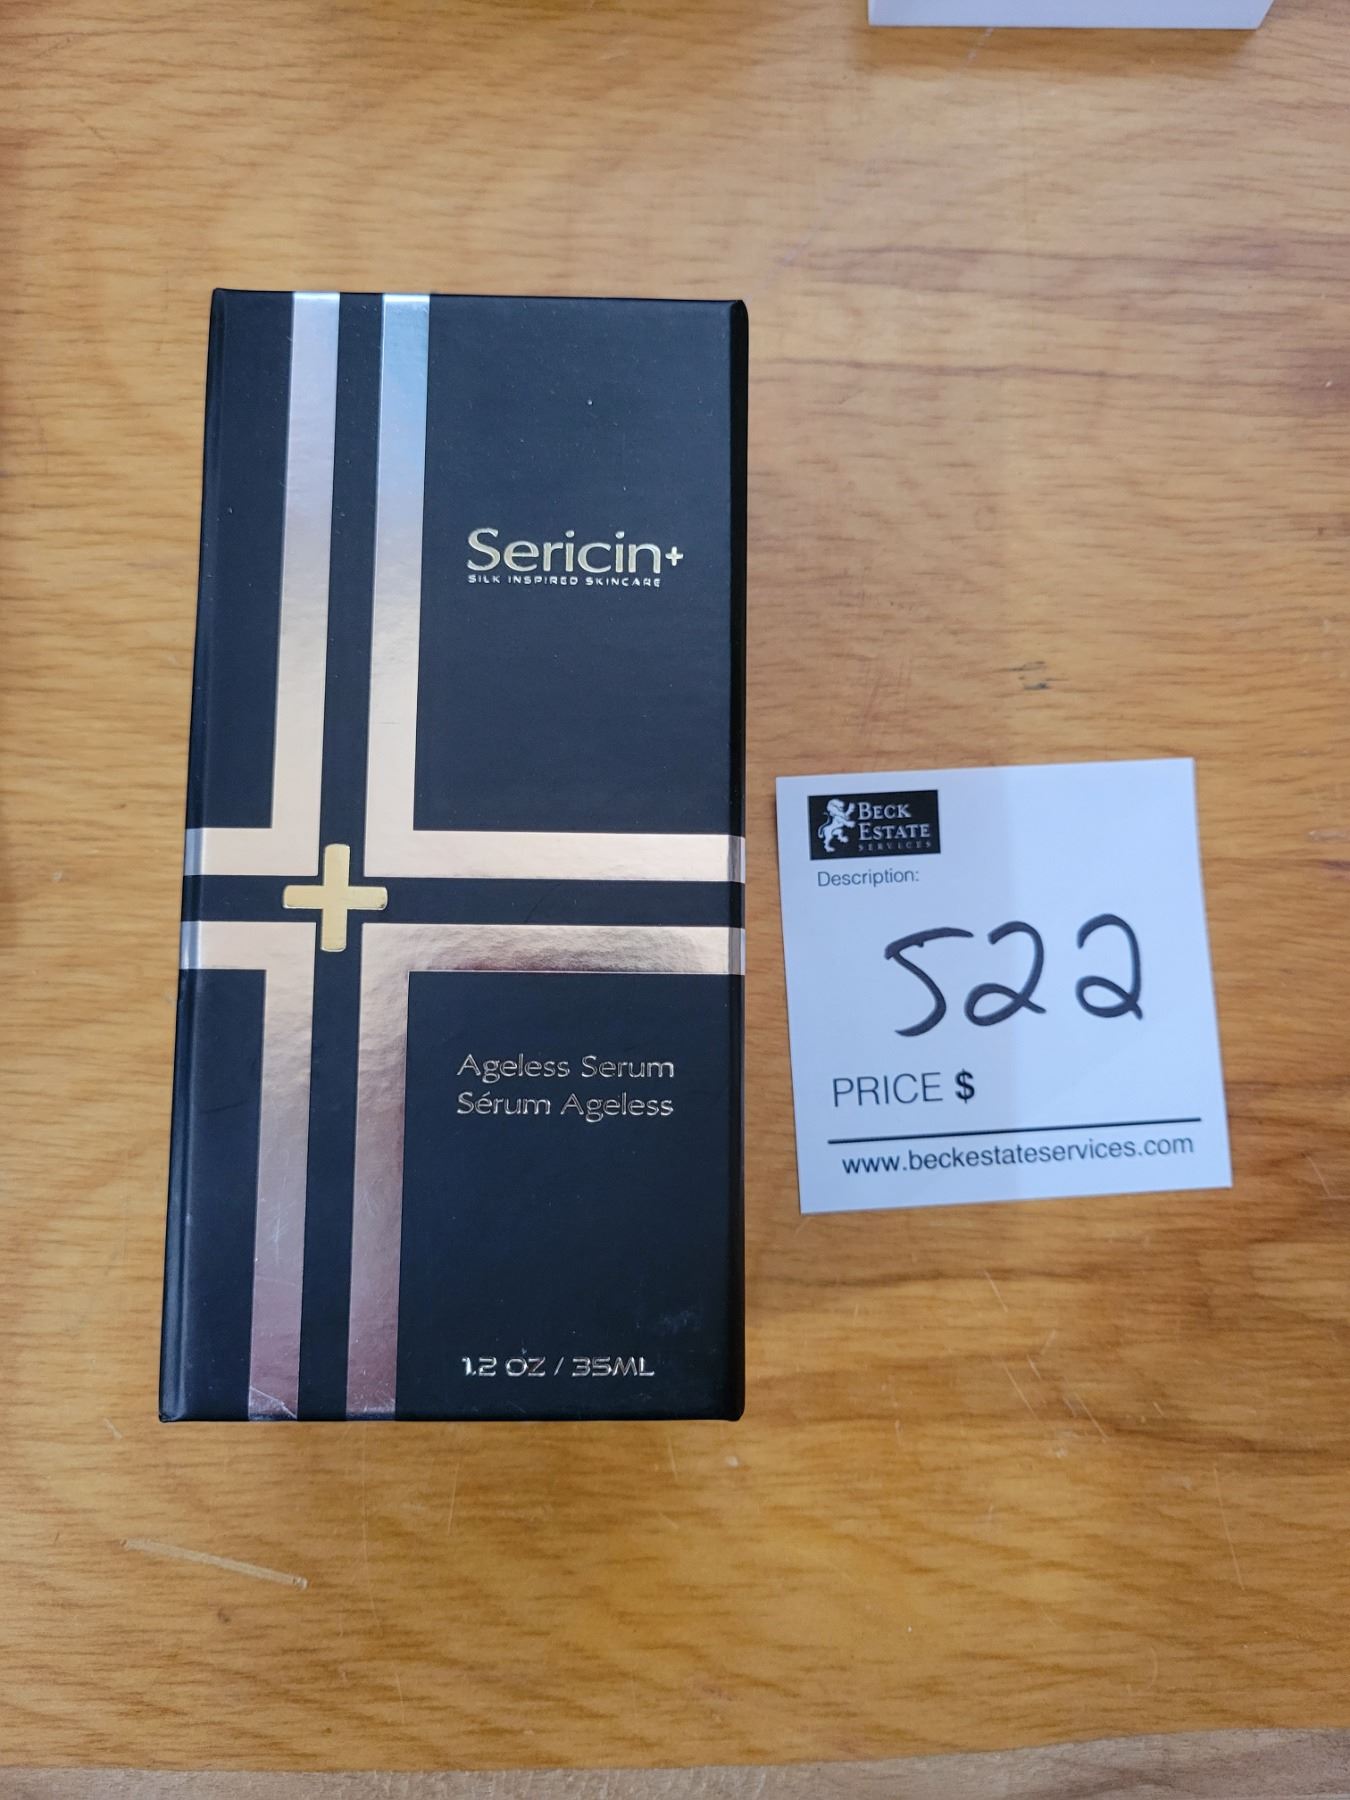 Sericin+
SILK INSPIRED SKINCARE
Ageless Serum
Sérum Ageless
1.2 OZ / 35ML
BECK
ESTATE
SERVICES
Description:
522
PRICE $
www.beckestateservices.com